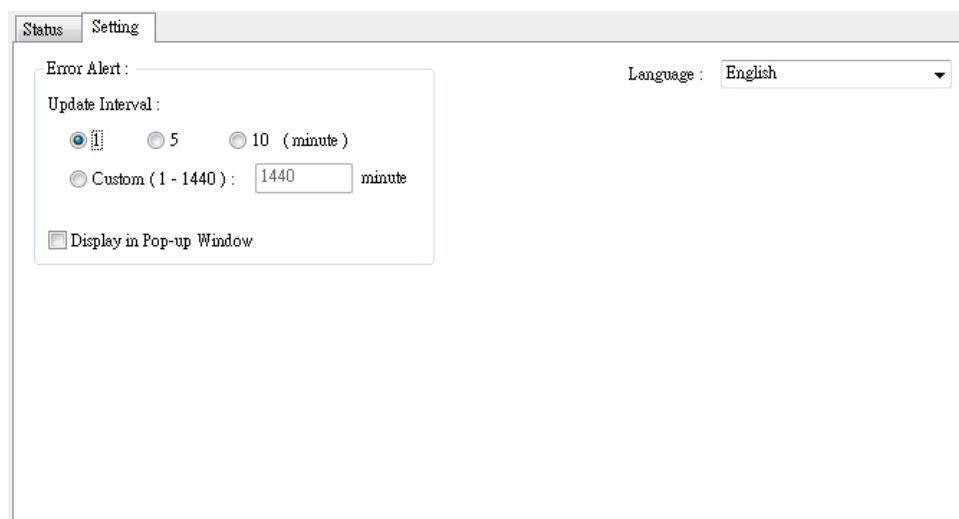 Status Setting
Error Alert :
Language : English
Update Interval :
1 5 10 ( minute )
Custom ( 1 - 1440 ) : 1440 minute
Display in Pop-up Window